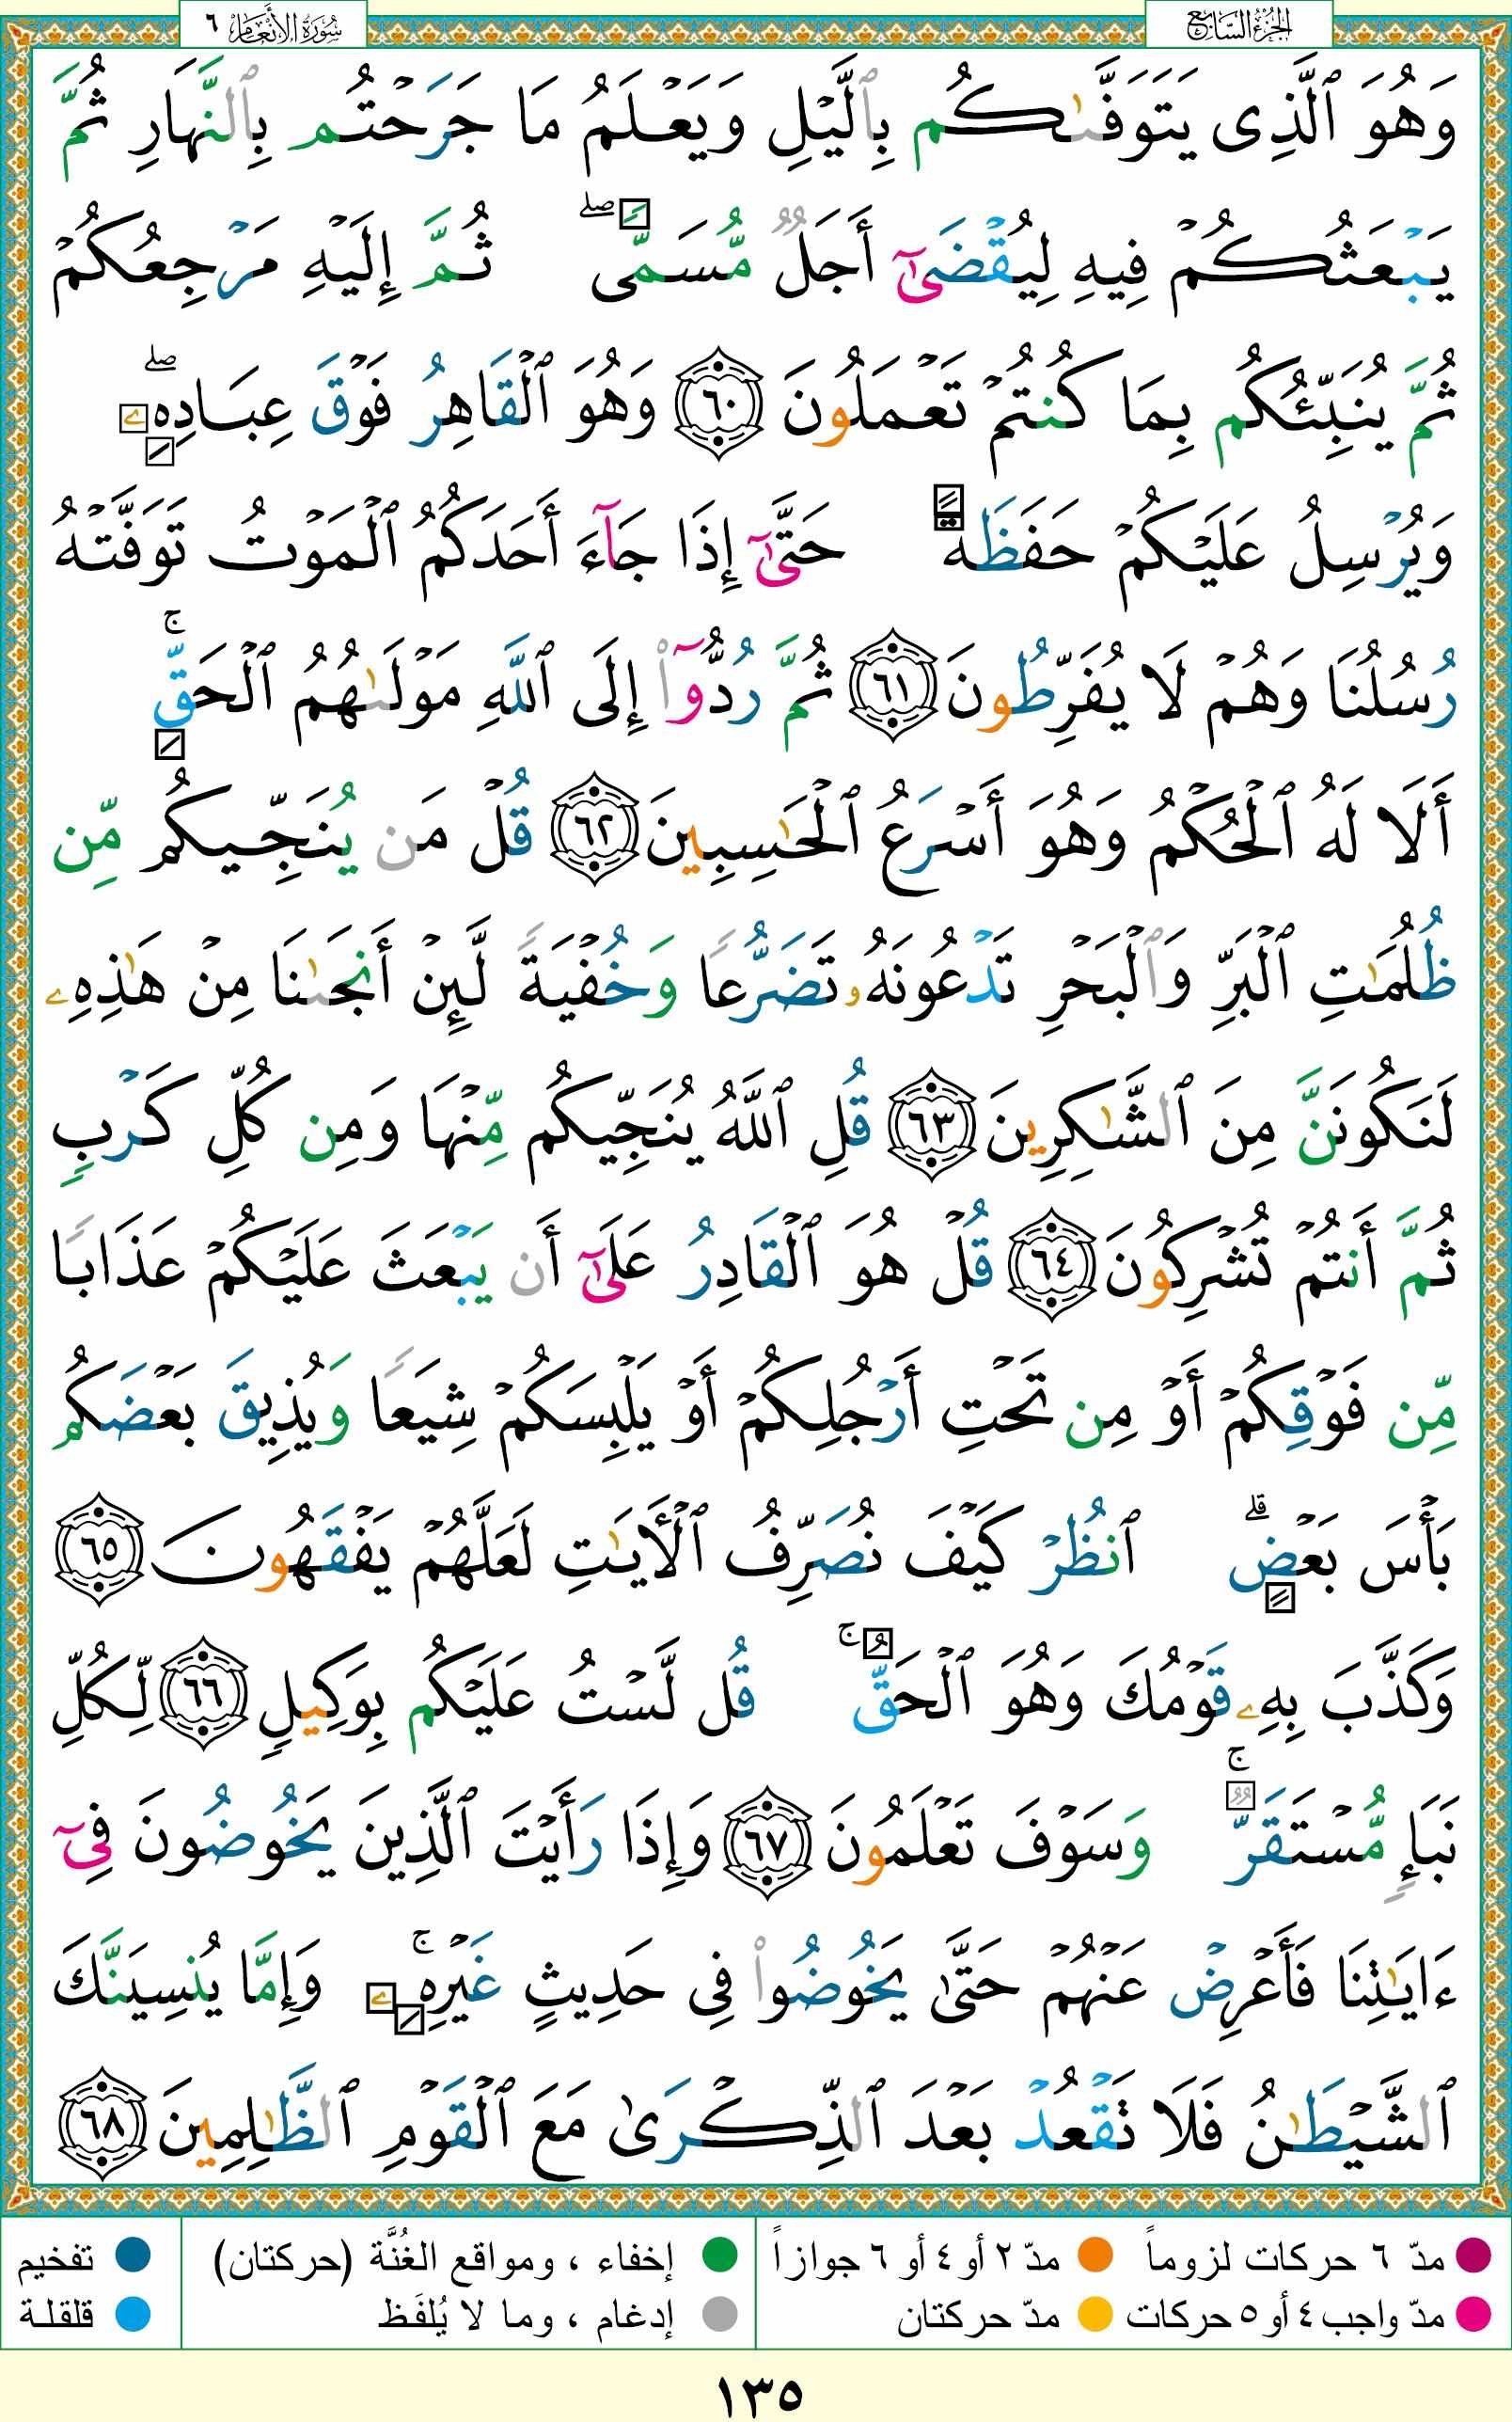 الجزء السابع
سورة الأنعام ٦
وَهُوَ ٱلَّذِى يَتَوَفَّىٰكُم بِٱلَّيْلِ وَيَعْلَمُ مَا جَرَحْتُم بِٱلنَّهَارِ ثُمَّ
يَبْعَثُكُمْ فِيهِ لِيُقْضَىٰٓ أَجَلٌ مُّسَمًّى ۖ ثُمَّ إِلَيْهِ مَرْجِعُكُمْ
ثُمَّ يُنَبِّئُكُم بِمَا كُنتُمْ تَعْمَلُونَ ٦٠ وَهُوَ ٱلْقَاهِرُ فَوْقَ عِبَادِهِۦ ۖ
وَيُرْسِلُ عَلَيْكُمْ حَفَظَةً حَتَّىٰٓ إِذَا جَآءَ أَحَدَكُمُ ٱلْمَوْتُ تَوَفَّتْهُ
رُسُلُنَا وَهُمْ لَا يُفَرِّطُونَ ٦١ ثُمَّ رُدُّوٓا۟ إِلَى ٱللَّهِ مَوْلَىٰهُمُ ٱلْحَقِّ ۚ
أَلَا لَهُ ٱلْحُكْمُ وَهُوَ أَسْرَعُ ٱلْحَـٰسِبِينَ ٦٢ قُلْ مَن يُنَجِّيكُم مِّن
ظُلُمَـٰتِ ٱلْبَرِّ وَٱلْبَحْرِ تَدْعُونَهُۥ تَضَرُّعًا وَخُفْيَةً لَّئِنْ أَنجَىٰنَا مِنْ هَـٰذِهِۦ
لَنَكُونَنَّ مِنَ ٱلشَّـٰكِرِينَ ٦٣ قُلِ ٱللَّهُ يُنَجِّيكُم مِّنْهَا وَمِن كُلِّ كَرْبٍ
ثُمَّ أَنتُمْ تُشْرِكُونَ ٦٤ قُلْ هُوَ ٱلْقَادِرُ عَلَىٰٓ أَن يَبْعَثَ عَلَيْكُمْ عَذَابًا
مِّن فَوْقِكُمْ أَوْ مِن تَحْتِ أَرْجُلِكُمْ أَوْ يَلْبِسَكُمْ شِيَعًا وَيُذِيقَ بَعْضَكُم
بَأْسَ بَعْضٍ ۗ ٱنظُرْ كَيْفَ نُصَرِّفُ ٱلْـَٔايَـٰتِ لَعَلَّهُمْ يَفْقَهُونَ ٦٥
وَكَذَّبَ بِهِۦ قَوْمُكَ وَهُوَ ٱلْحَقُّ ۚ قُل لَّسْتُ عَلَيْكُم بِوَكِيلٍ ٦٦ لِّكُلِّ
نَبَإٍ مُّسْتَقَرٌّ ۚ وَسَوْفَ تَعْلَمُونَ ٦٧ وَإِذَا رَأَيْتَ ٱلَّذِينَ يَخُوضُونَ فِىٓ
ءَايَـٰتِنَا فَأَعْرِضْ عَنْهُمْ حَتَّىٰ يَخُوضُوا۟ فِى حَدِيثٍ غَيْرِهِۦ ۚ وَإِمَّا يُنسِيَنَّكَ
ٱلشَّيْطَـٰنُ فَلَا تَقْعُدْ بَعْدَ ٱلذِّكْرَىٰ مَعَ ٱلْقَوْمِ ٱلظَّـٰلِمِينَ ٦٨
مدّ ٦ حركات لزوماً مدّ ٢ أو ٤ أو ٦ جوازاً إخفاء ، ومواقع الغُنَّة (حركتان) تفخيم
مدّ واجب ٤ أو ٥ حركات مدّ حركتان إدغام ، وما لا يُلفَظ قلقلة
١٣٥